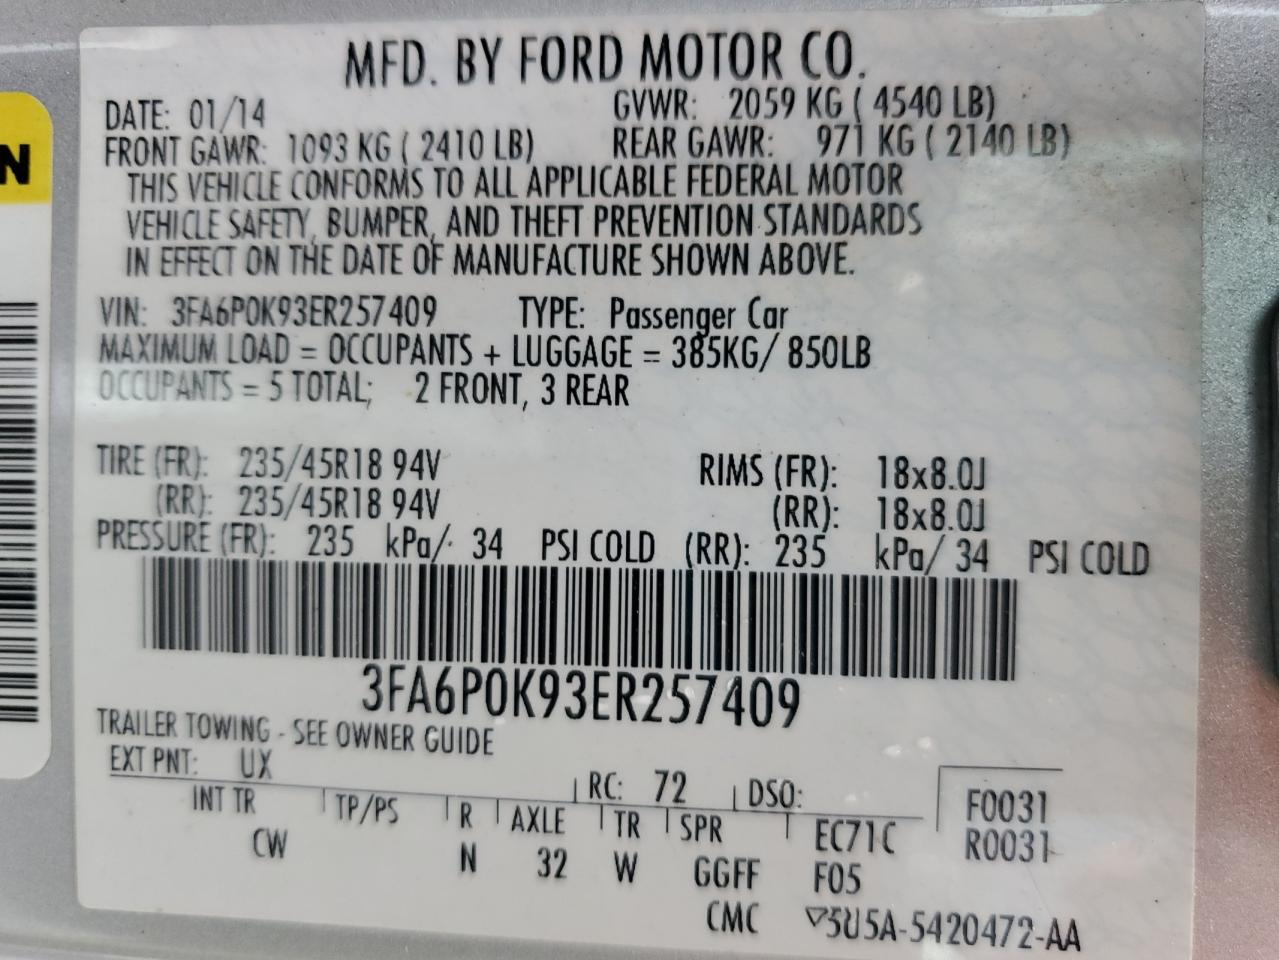 MFD. BY FORD MOTOR CO.
DATE: 01/14 GVWR: 2059 KG ( 4540 LB)
FRONT GAWR: 1093 KG ( 2410 LB) REAR GAWR: 971 KG ( 2140 LB)
THIS VEHICLE CONFORMS TO ALL APPLICABLE FEDERAL MOTOR
VEHICLE SAFETY, BUMPER, AND THEFT PREVENTION STANDARDS
IN EFFECT ON THE DATE OF MANUFACTURE SHOWN ABOVE.
VIN: 3FA6P0K93ER257409 TYPE: Passenger Car
MAXIMUM LOAD = OCCUPANTS + LUGGAGE = 385KG/ 850LB
OCCUPANTS = 5 TOTAL; 2 FRONT, 3 REAR
TIRE (FR): 235/45R18 94V RIMS (FR): 18x8.0J
(RR): 235/45R18 94V (RR): 18x8.0J
PRESSURE (FR): 235 kPa/ 34 PSI COLD (RR): 235 kPa/ 34 PSI COLD
3FA6P0K93ER257409
TRAILER TOWING - SEE OWNER GUIDE
EXT PNT: UX RC: 72 DSO: F0031
INT TR TP/PS R AXLE TR SPR EC71C R0031
CW N 32 W GGFF F05
CMC 5U5A-5420472-AA
N